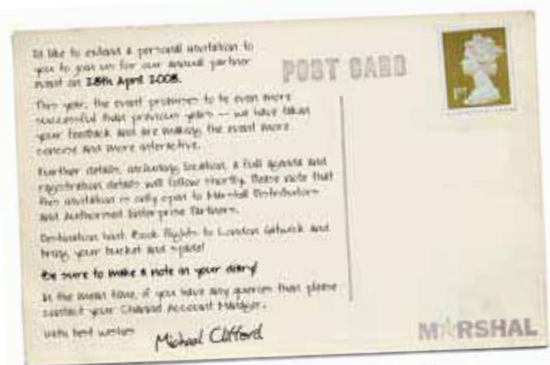 I'd like to extend a personal invitation to
you to join us for our annual partner
event on 28th April 2008.
This year, the event promises to be even more
successful than previous years – we have taken
your feedback and are making the event more
concise and more interactive.
Further details, including location, a full agenda and
registration details will follow shortly. Please note that
this invitation is only open to Marshal Distributors
and Authorised Enterprise Partners.
Destination hint: Book flights to London Gatwick and
bring your bucket and spade!
Be sure to make a note in your diary!
In the mean time, if you have any queries then please
contact your Channel Account Manager.
With best wishes
Michael Clifford
POST CARD
1st
M☆RSHAL